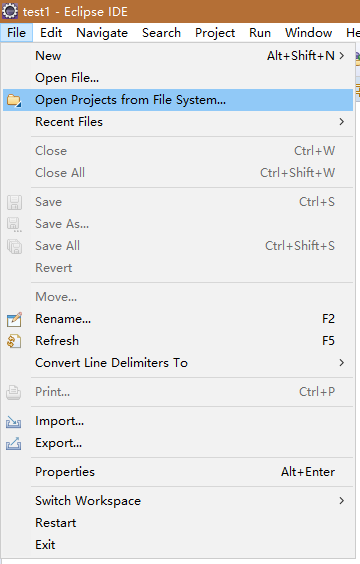 test1 - Eclipse IDE
File Edit Navigate Search Project Run Window He
New Alt+Shift+N
Open File...
Open Projects from File System...
Recent Files
Close Ctrl+W
Close All Ctrl+Shift+W
Save Ctrl+S
Save As...
Save All Ctrl+Shift+S
Revert
Move...
Rename... F2
Refresh F5
Convert Line Delimiters To
Print... Ctrl+P
Import...
Export...
Properties Alt+Enter
Switch Workspace
Restart
Exit